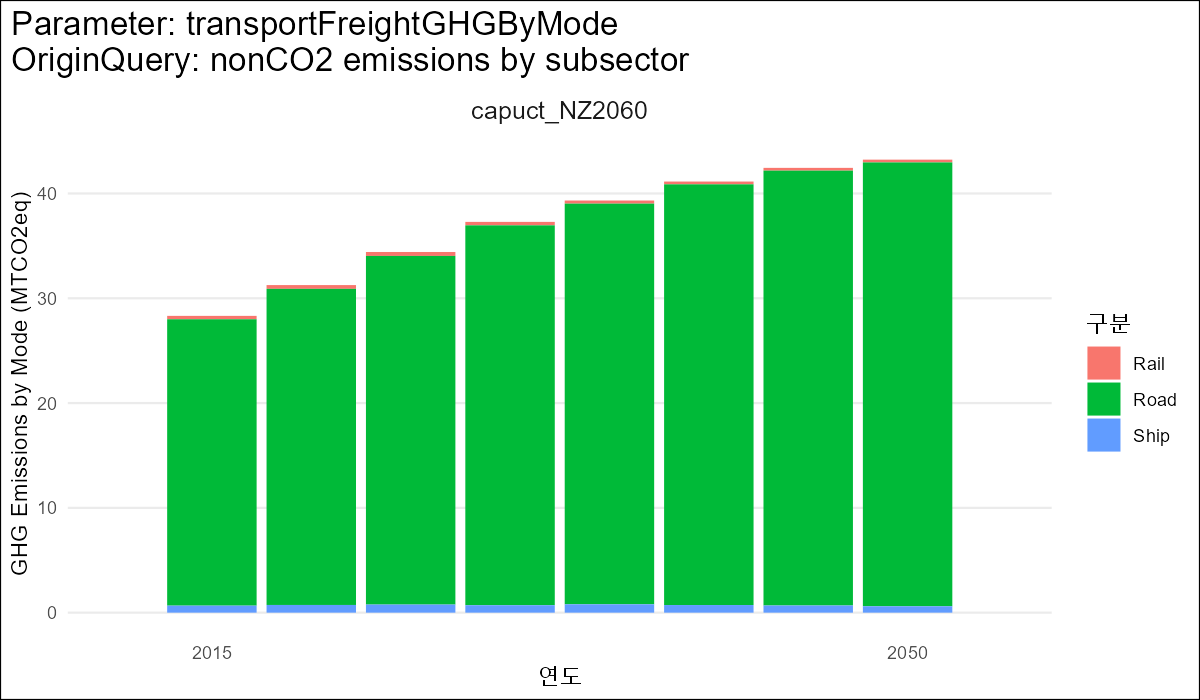 Parameter: transportFreightGHGByMode
OriginQuery: nonCO2 emissions by subsector
capuct_NZ2060
GHG Emissions by Mode (MTCO2eq)
40
30
20
10
0
2015
2050
연도
구분
Rail
Road
Ship